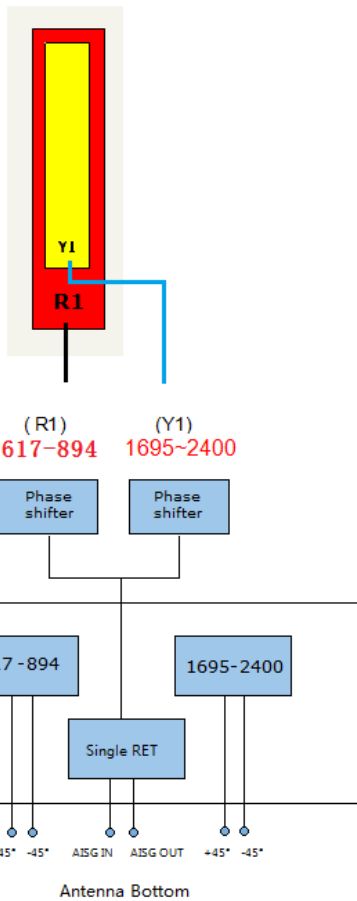 Y1
R1
(R1) (Y1)
617-894 1695~2400
Phase shifter
Phase shifter
7-894 1695-2400
Single RET
45° -45° AISG IN AISG OUT +45° -45°
Antenna Bottom